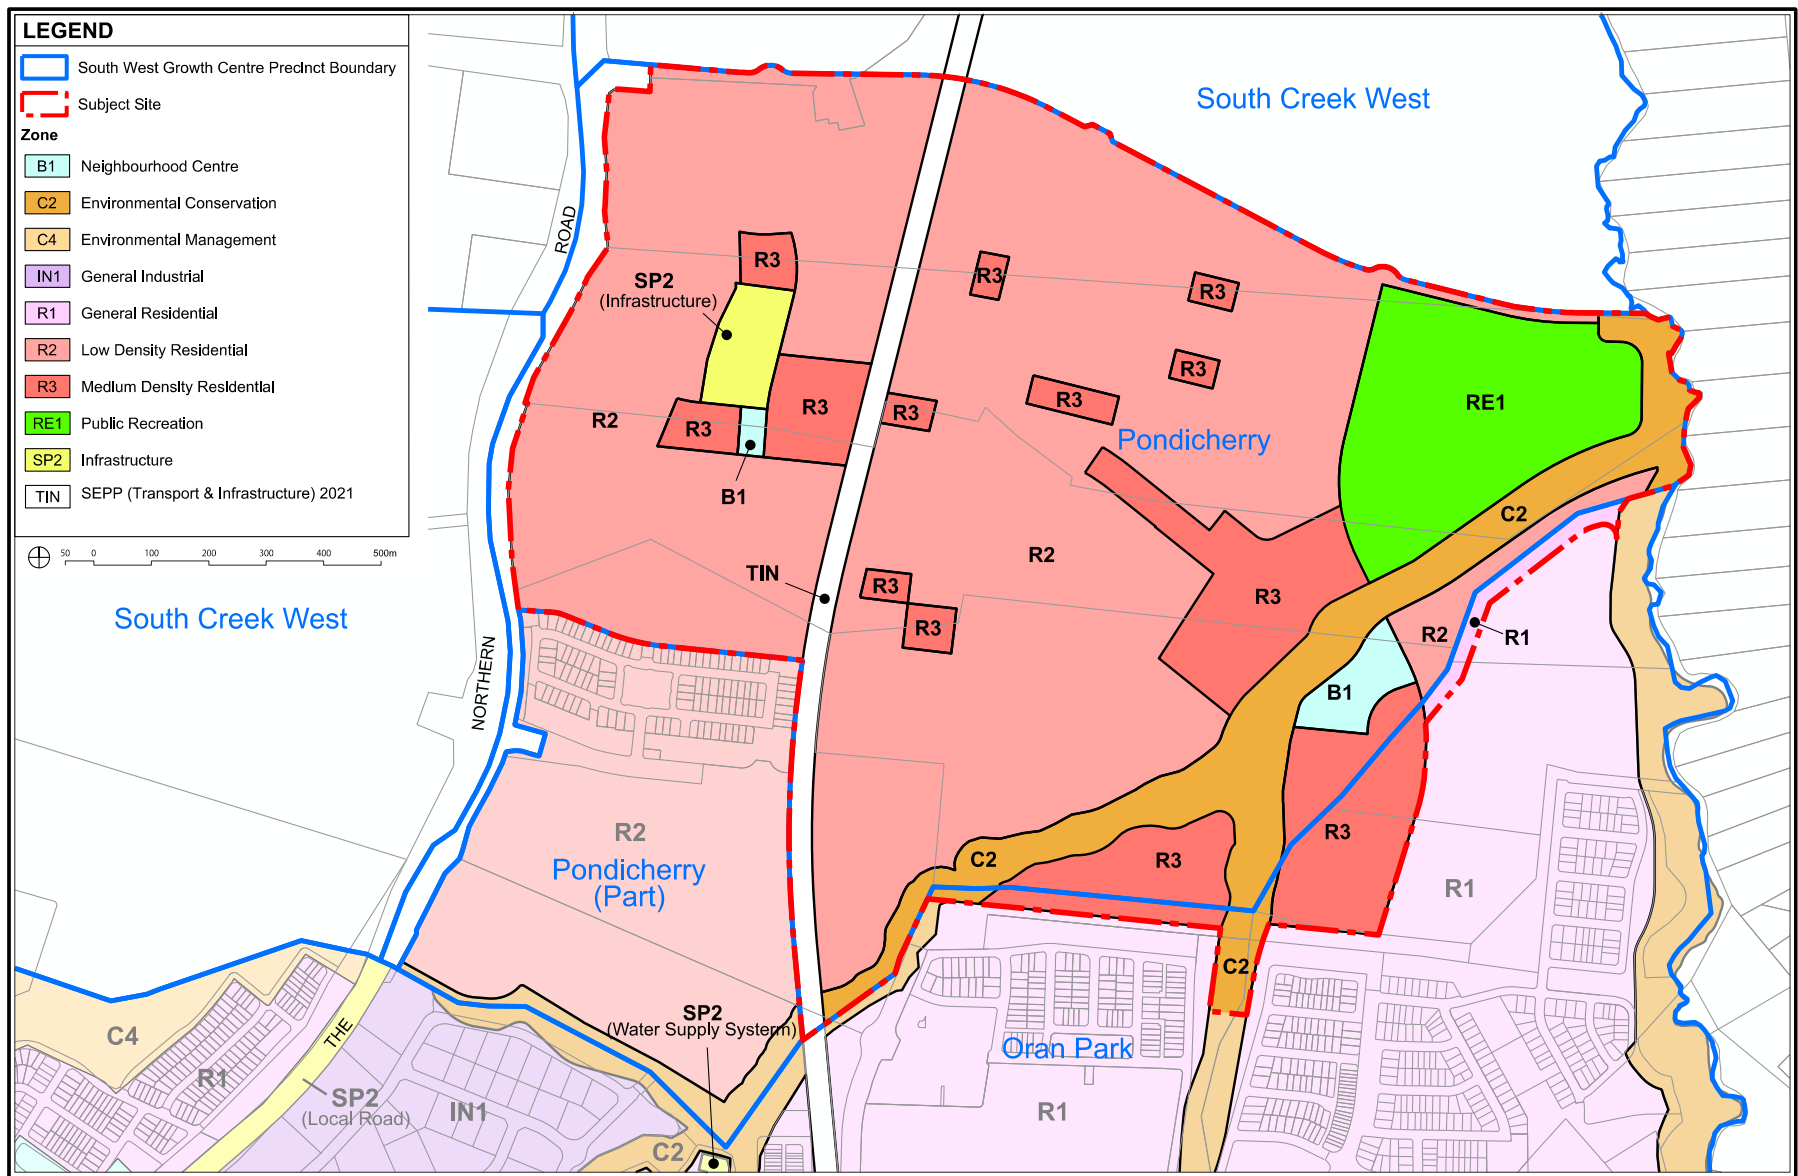 LEGEND
South West Growth Centre Precinct Boundary
Subject Site
Zone
B1 Neighbourhood Centre
C2 Environmental Conservation
C4 Environmental Management
IN1 General Industrial
R1 General Residential
R2 Low Density Residential
R3 Medium Density Residential
RE1 Public Recreation
SP2 Infrastructure
TIN SEPP (Transport & Infrastructure) 2021
50 0 100 200 300 400 500m
South Creek West
ROAD
R3
SP2
(Infrastructure)
R3
R3
R3
R3
R3
R3
R3
R2
R3
RE1
Pondicherry
B1
C2
R2
TIN
R3
R3
R3
South Creek West
R2
R1
NORTHERN
B1
R2
Pondicherry
(Part)
C2
R3
R3
R1
C2
SP2
(Water Supply System)
THE
C4
R1
SP2
(Local Road)
IN1
Oran Park
R1
C2